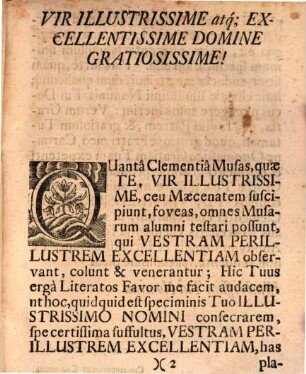 VIR ILLUSTRISSIME atq́; EX-
CELLENTISSIME DOMINE
GRATIOSISSIME!
QUantâ Clementiâ Musas, quæ
TE, VIR ILLUSTRISSI-
ME, ceu Mæcenatem susci-
piunt, foveas, omnes Musa-
rum alumni testari possunt,
qui VESTRAM PERIL-
LUSTREM EXCELLENTIAM obser-
vant, colunt & venerantur; Hic Tuus
ergà Literatos Favor me facit audacem,
ut hoc, quidquid est speciminis Tuo ILLU-
STRISSIMO NOMINI consecrarem,
spe certissima suffultus, VESTRAM PER-
ILLUSTREM EXCELLENTIAM, has
)( 2 pla-